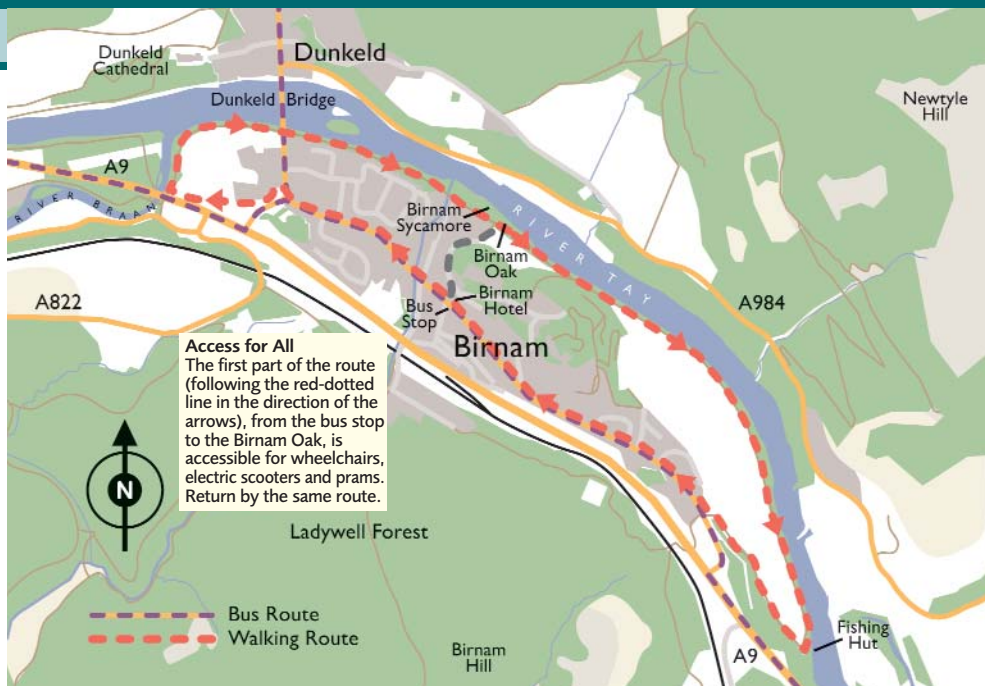 Dunkeld
Cathedral
Dunkeld
Dunkeld Bridge
Newtyle
Hill
A9
RIVER BRAAN
Birnam
Sycamore
RIVER TAY
Birnam
Oak
Birnam
Hotel
Bus
Stop
A822
A984
Birnam
Access for All
The first part of the route
(following the red-dotted
line in the direction of the
arrows), from the bus stop
to the Birnam Oak, is
accessible for wheelchairs,
electric scooters and prams.
Return by the same route.
N
Ladywell Forest
Bus Route
Walking Route
Birnam
Hill
A9
Fishing
Hut